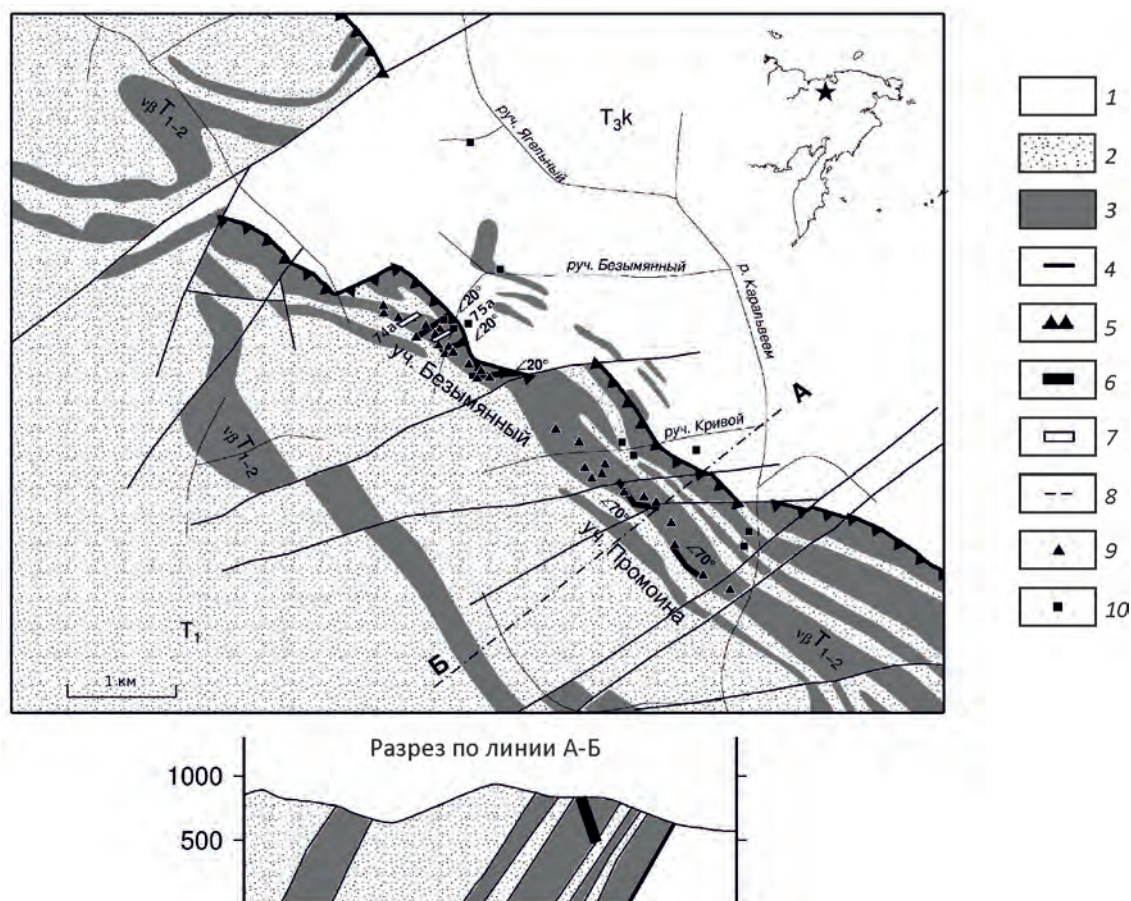 νβT₁₋₂
T₃k
руч. Ягельный
руч. Безымянный
р. Каральвеем
∠20°
75а
∠20°
74а
∠20°
уч. Безымянный
А
руч. Кривой
νβT₁₋₂
∠70°
уч. Промоина
∠70°
T₁
Б
νβT₁₋₂
1 км
1
2
3
4
5
6
7
8
9
10
Разрез по линии А-Б
1000
500